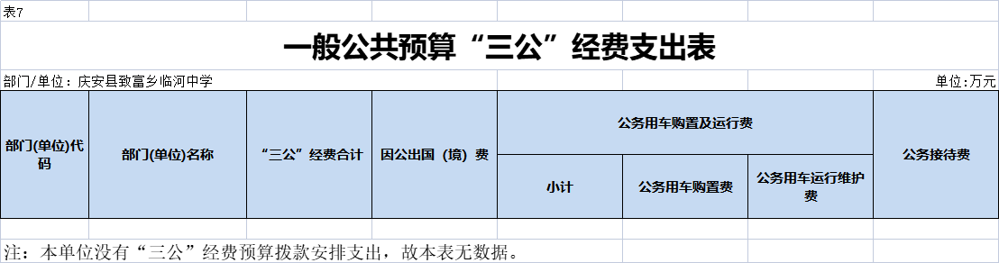 表7
一般公共预算“三公”经费支出表
部门/单位：庆安县致富乡临河中学 单位:万元
部门(单位)代码
部门(单位)名称
“三公”经费合计
因公出国（境）费
公务用车购置及运行费
公务接待费
小计
公务用车购置费
公务用车运行维护费
注：本单位没有“三公”经费预算拨款安排支出，故本表无数据。